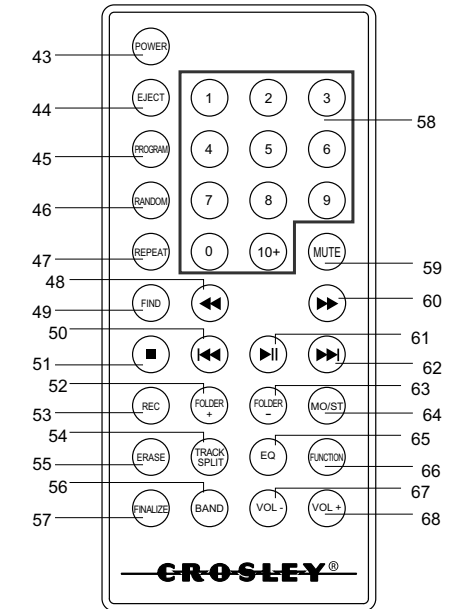 43 POWER
44 EJECT 1 2 3
58
45 PROGRAM 4 5 6
46 RANDOM 7 8 9
47 REPEAT 0 10+ MUTE
48 59
49 FIND 60
50 61
51 62
52 63
53 REC FOLDER + FOLDER - MO/ST 64
54 65
55 ERASE TRACK SPLIT EQ FUNCTION 66
56 67
57 FINALIZE BAND VOL - VOL + 68
CROSLEY®